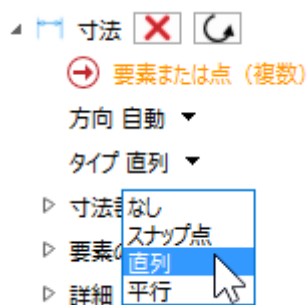 寸法
要素または点（複数）
方向 自動
タイプ 直列
寸法
なし
スナップ点
要素の
直列
詳細
平行